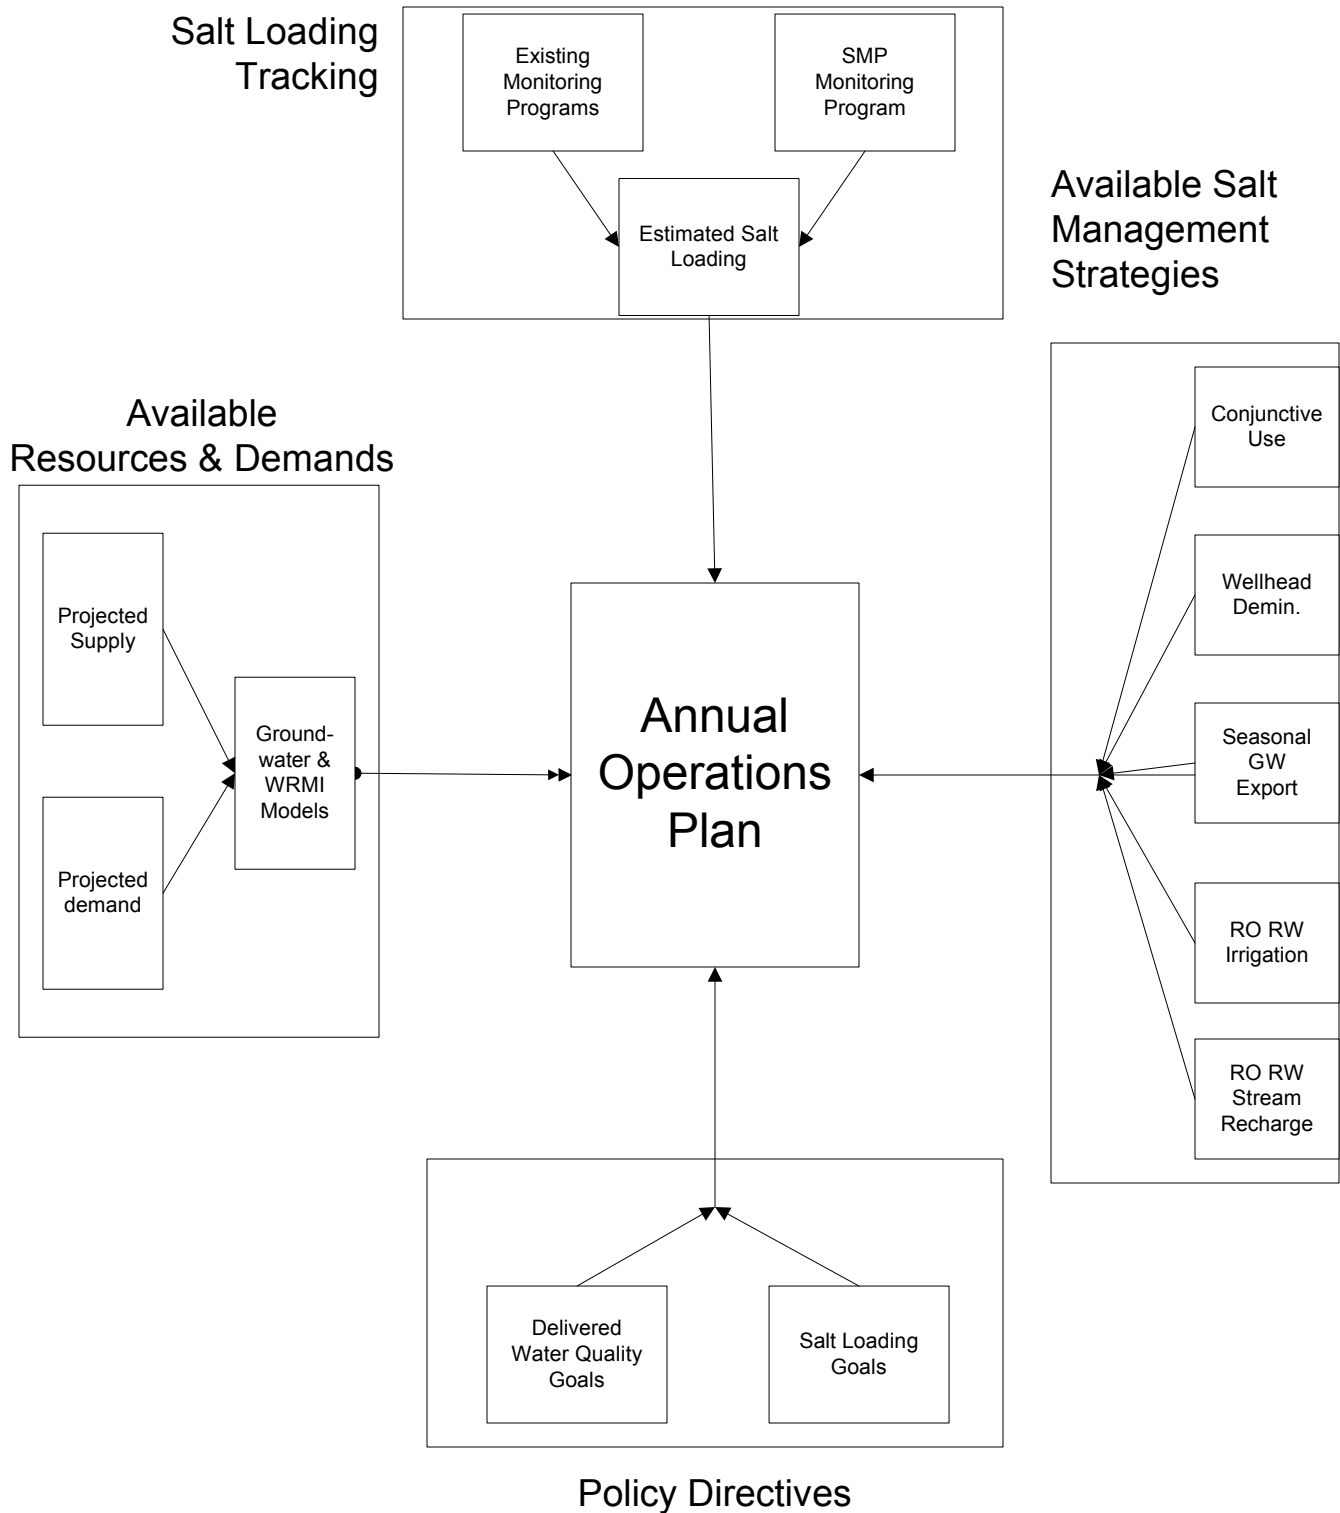 Salt Loading
Tracking
Existing
Monitoring
Programs
SMP
Monitoring
Program
Estimated Salt
Loading
Available Salt
Management
Strategies
Conjunctive
Use
Wellhead
Demin.
Seasonal
GW
Export
RO RW
Irrigation
RO RW
Stream
Recharge
Available
Resources & Demands
Projected
Supply
Projected
demand
Ground-
water &
WRMI
Models
Annual
Operations
Plan
Delivered
Water Quality
Goals
Salt Loading
Goals
Policy Directives